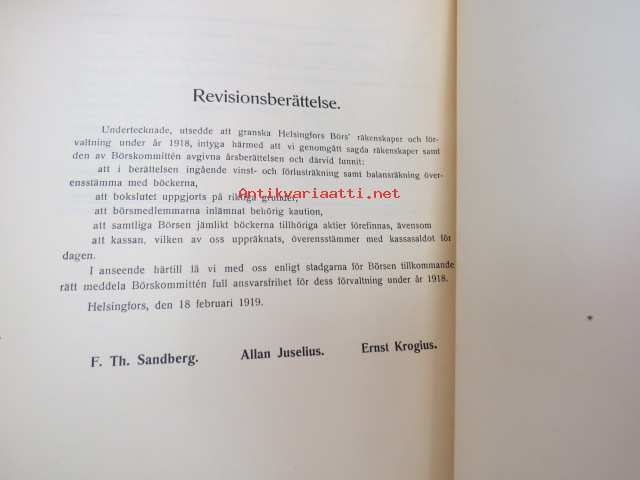 Revisionsberättelse.
Undertecknade, utsedde att granska Helsingfors Börs' räkenskaper och för-
valtning under år 1918, intyga härmed att vi genomgått sagda räkenskaper samt
den av Börskommittén avgivna årsberättelsen och därvid funnit:
att i berättelsen ingående vinst- och förlusträkning samt balansräkning över-
ensstämma med böckerna,
att bokslutet uppgjorts på riktiga grunder,
Antikvariaatti.net
att börsmedlemmarna inlämnat behörig kaution,
att samtliga Börsen jämlikt böckerna tillhöriga aktier förefinnas, ävensom
att kassan, vilken av oss uppräknats, överensstämmer med kassasaldot för
dagen.
I anseende härtill få vi med oss enligt stadgarna för Börsen tillkommande
rätt meddela Börskommittén full ansvarsfrihet för dess förvaltning under år 1918.
Helsingfors, den 18 februari 1919.
F. Th. Sandberg. Allan Juselius. Ernst Krogius.